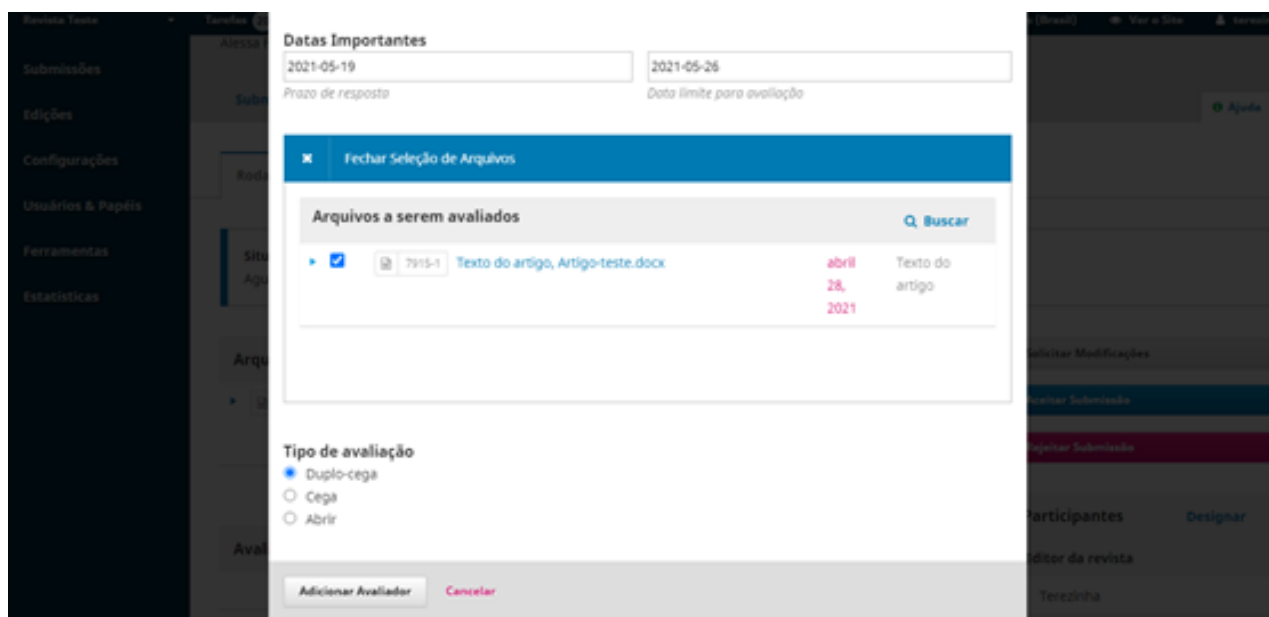 Revista Teste
Tarefas
(Brasil)
Ver o Site
Submissões
Edições
Configurações
Usuários & Papéis
Ferramentas
Estatísticas
Ajuda
Datas Importantes
2021-05-19
2021-05-26
Prazo de resposta
Data limite para avaliação
Fechar Seleção de Arquivos
Arquivos a serem avaliados
Buscar
7915-1 Texto do artigo, Artigo-teste.docx
abril 28, 2021
Texto do artigo
Tipo de avaliação
Duplo-cega
Cega
Abrir
Adicionar Avaliador
Cancelar
Solicitar Modificações
Aceitar Submissão
Rejeitar Submissão
Participantes
Designar
Editor da revista
Terezinha